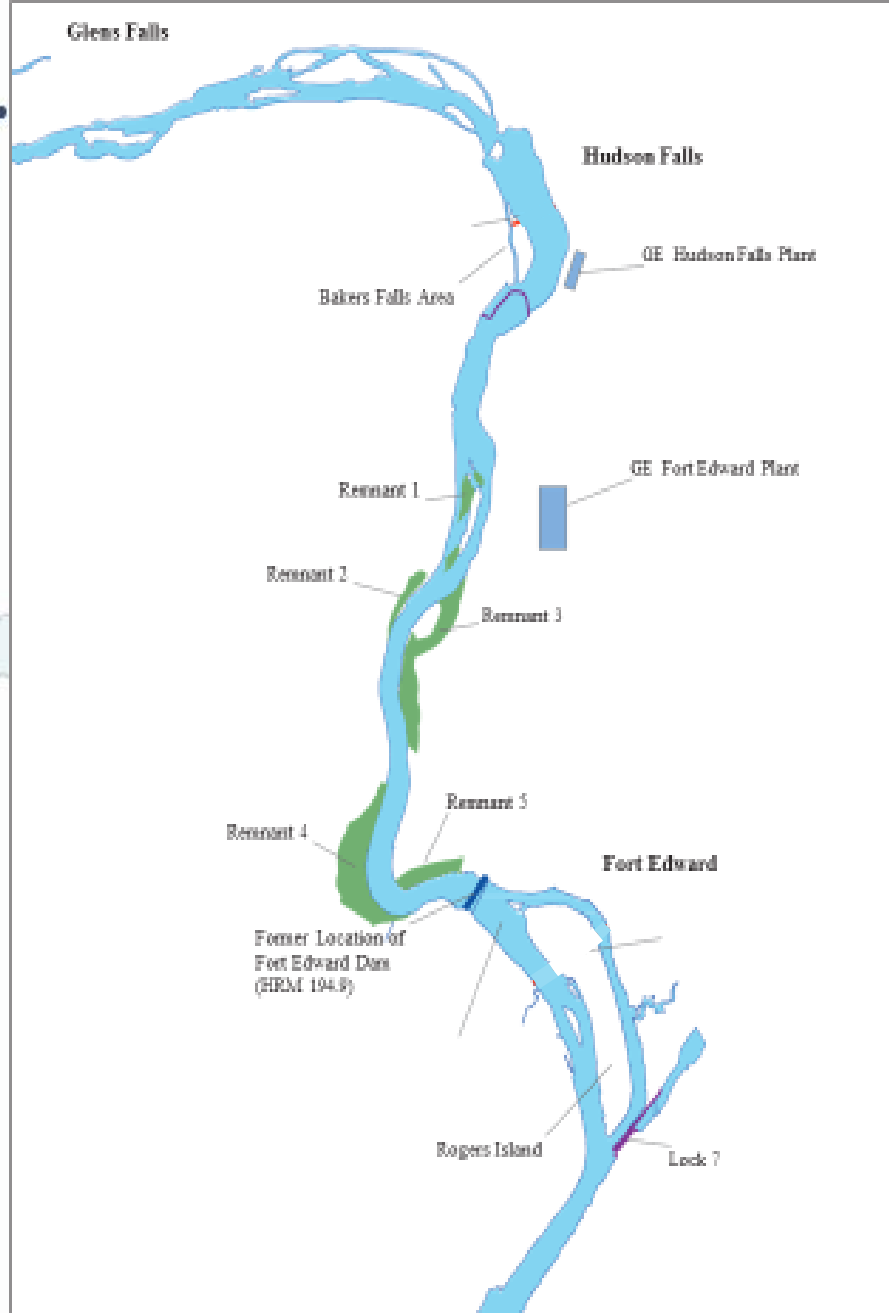 Glens Falls
Hudson Falls
GE Hudson Falls Plant
Bakers Falls Area
GE Fort Edward Plant
Remnant 1
Remnant 2
Remnant 3
Remnant 5
Remnant 4
Fort Edward
Former Location of
Fort Edward Dam
(HRM 194.8)
Rogers Island
Lock 7